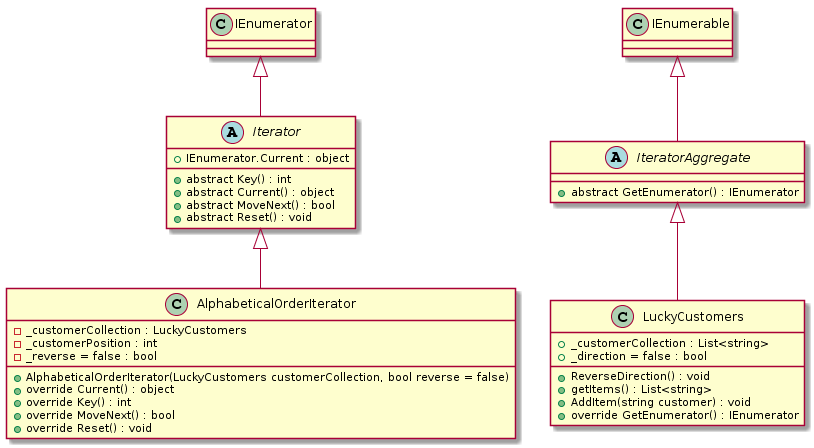 C IEnumerator
A Iterator
IEnumerator.Current : object
abstract Key() : int
abstract Current() : object
abstract MoveNext() : bool
abstract Reset() : void
C AlphabeticalOrderIterator
_customerCollection : LuckyCustomers
_customerPosition : int
_reverse = false : bool
AlphabeticalOrderIterator(LuckyCustomers customerCollection, bool reverse = false)
override Current() : object
override Key() : int
override MoveNext() : bool
override Reset() : void
C IEnumerable
A IteratorAggregate
abstract GetEnumerator() : IEnumerator
C LuckyCustomers
_customerCollection : List<string>
_direction = false : bool
ReverseDirection() : void
getItems() : List<string>
AddItem(string customer) : void
override GetEnumerator() : IEnumerator